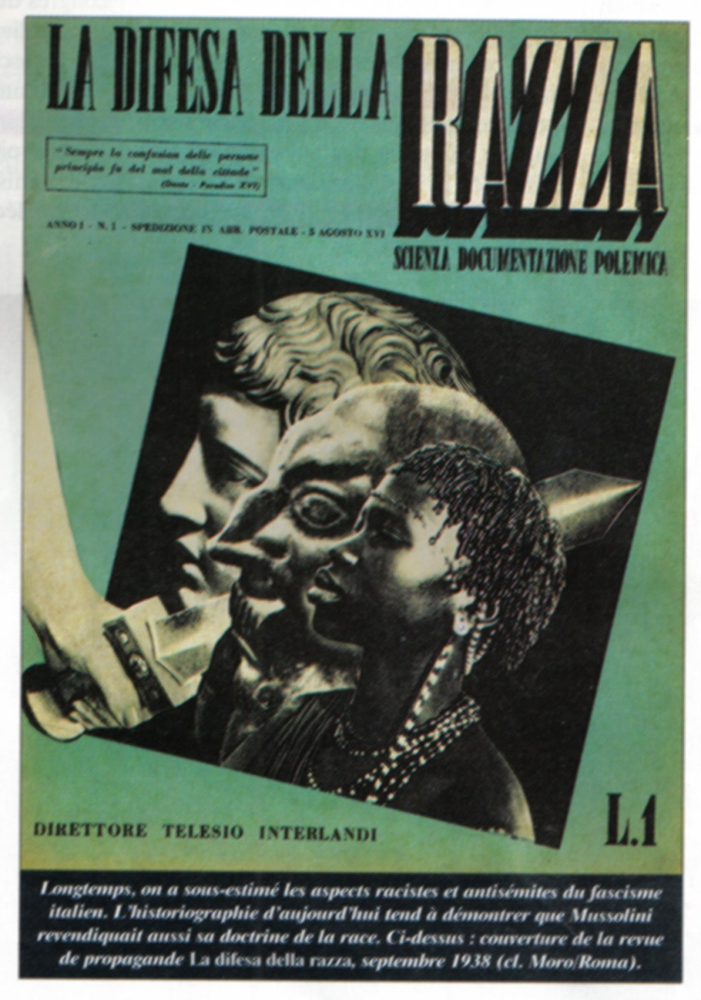 LA DIFESA DELLA RAZZA
"Sempre la confusion delle persone
principio fu del mal della cittade"
(Dante - Paradiso XVI)
ANNO I - N. 1 - SPEDIZIONE IN ABB. POSTALE - 5 AGOSTO XVI
SCIENZA DOCUMENTAZIONE POLEMICA
DIRETTORE TELESIO INTERLANDI
L.1
Longtemps, on a sous-estimé les aspects racistes et antisémites du fascisme
italien. L'historiographie d'aujourd'hui tend à démontrer que Mussolini
revendiquait aussi sa doctrine de la race. Ci-dessus : couverture de la revue
de propagande La difesa della razza, septembre 1938 (cl. Moro/Roma).